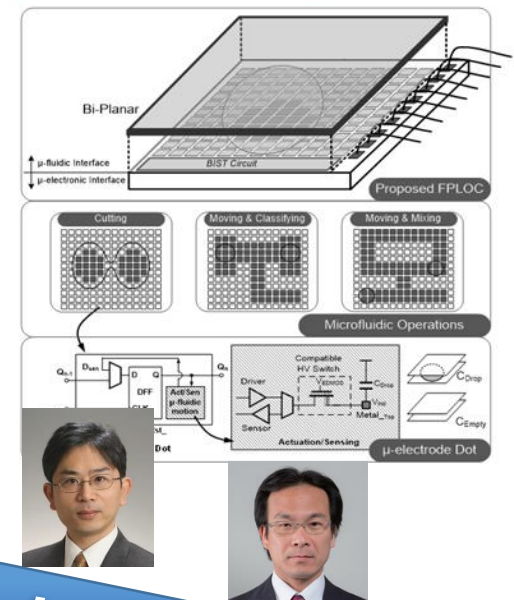 Bi-Planar
μ-fluidic Interface
μ-electronic Interface
BIST Circuit
Proposed FPLOC
Cutting
Moving & Classifying
Moving & Mixing
Microfluidic Operations
Dsen
Qn-1
D
Q
Qn
DFF
Act/Sen
μ-fluidic
motion
Dot
Compatible
HV Switch
Driver
Sensor
CDrop
Metal_Top
Actuation/Sensing
CDrop
CEmpty
μ-electrode Dot